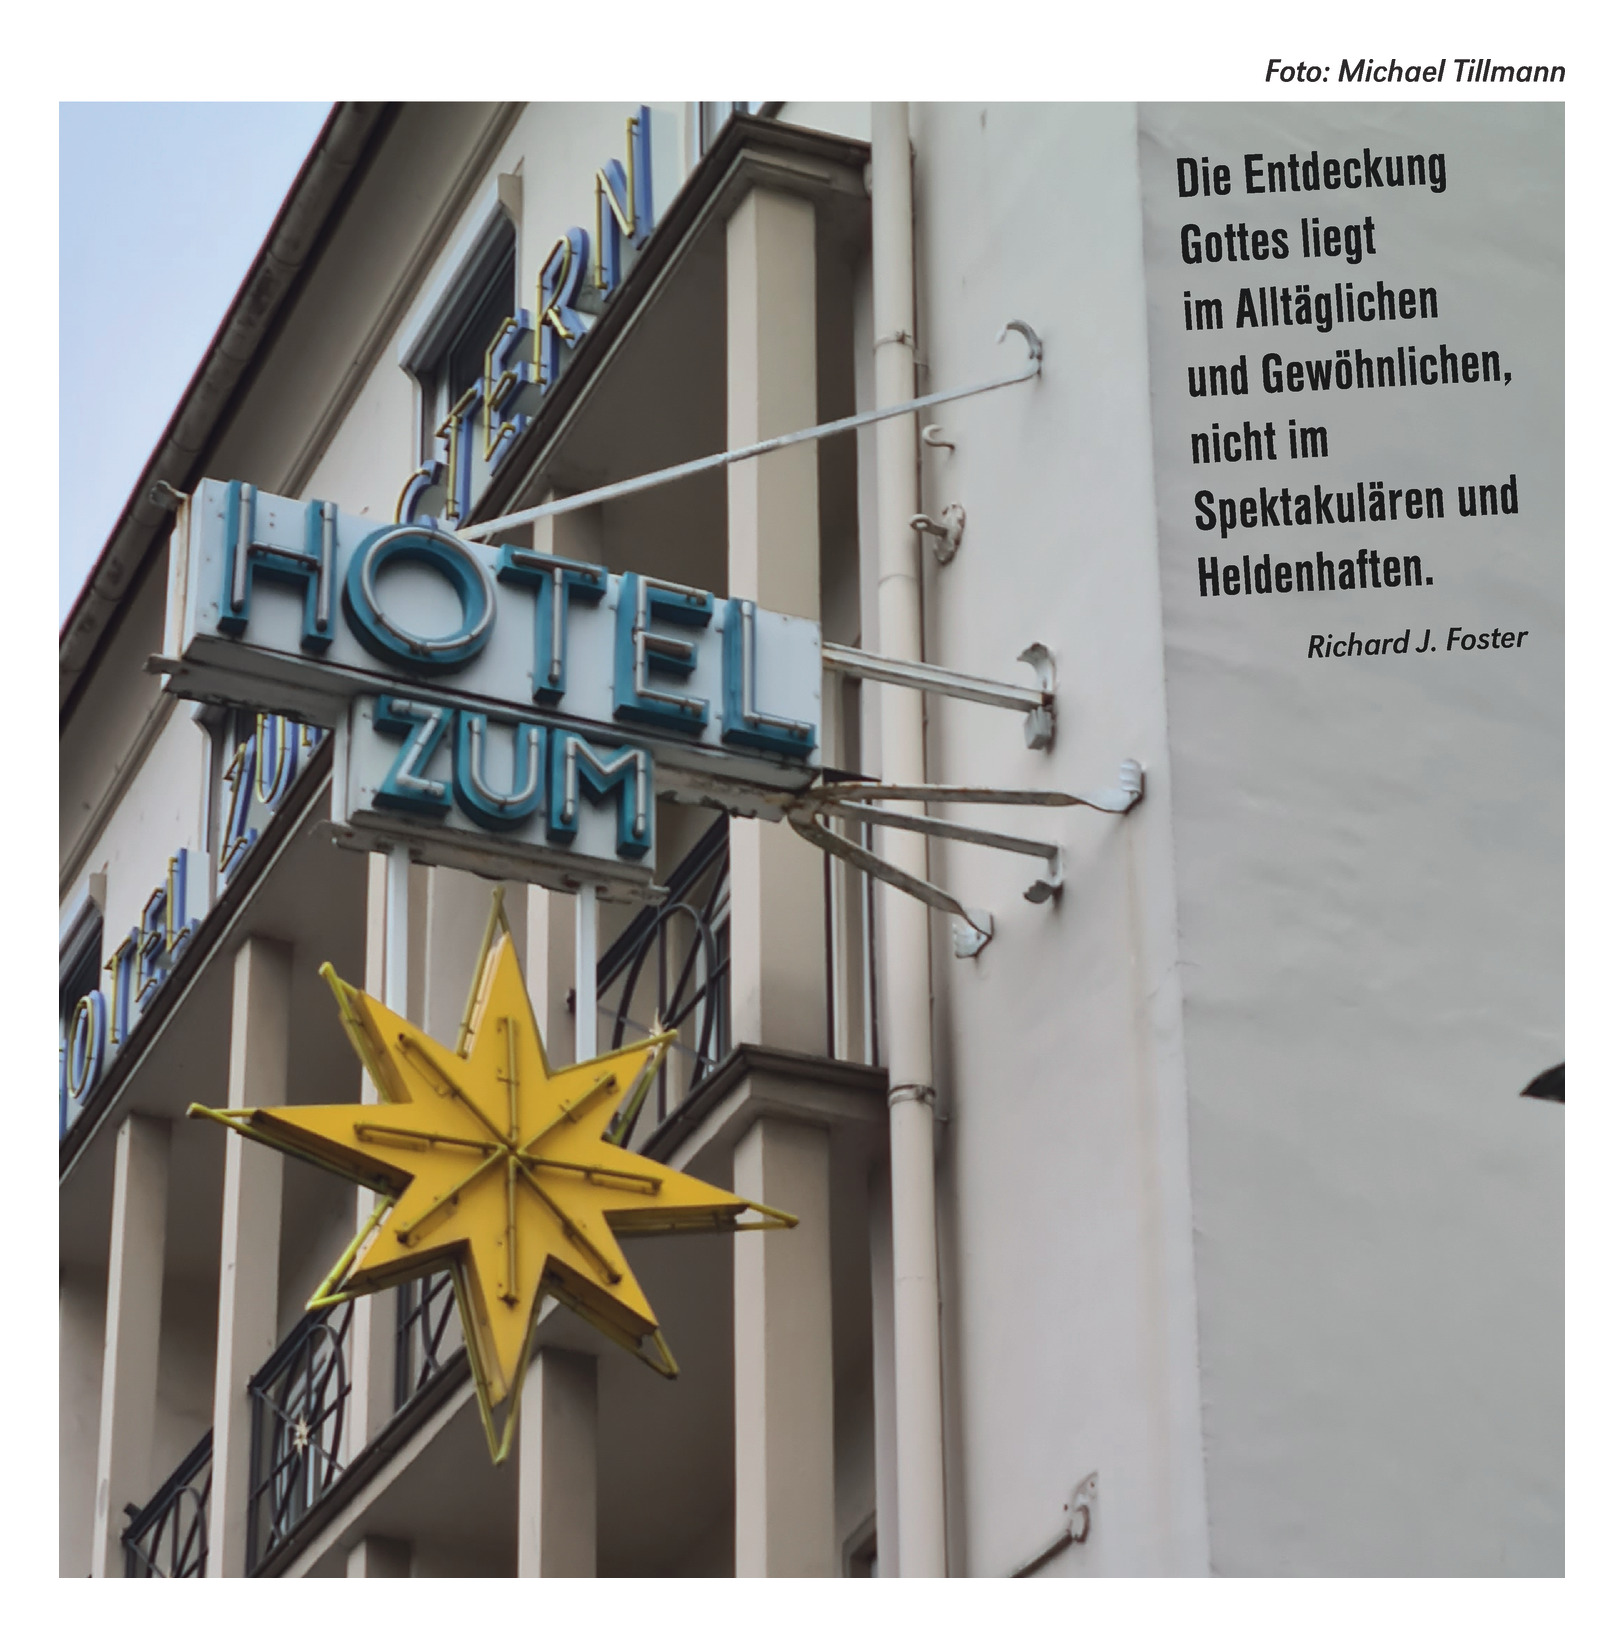 Foto: Michael Tillmann
Die Entdeckung
Gottes liegt
im Alltäglichen
und Gewöhnlichen,
nicht im
Spektakulären und
Heldenhaften.
Richard J. Foster
STERN
HOTEL
ZUM
ZUM
HOTEL